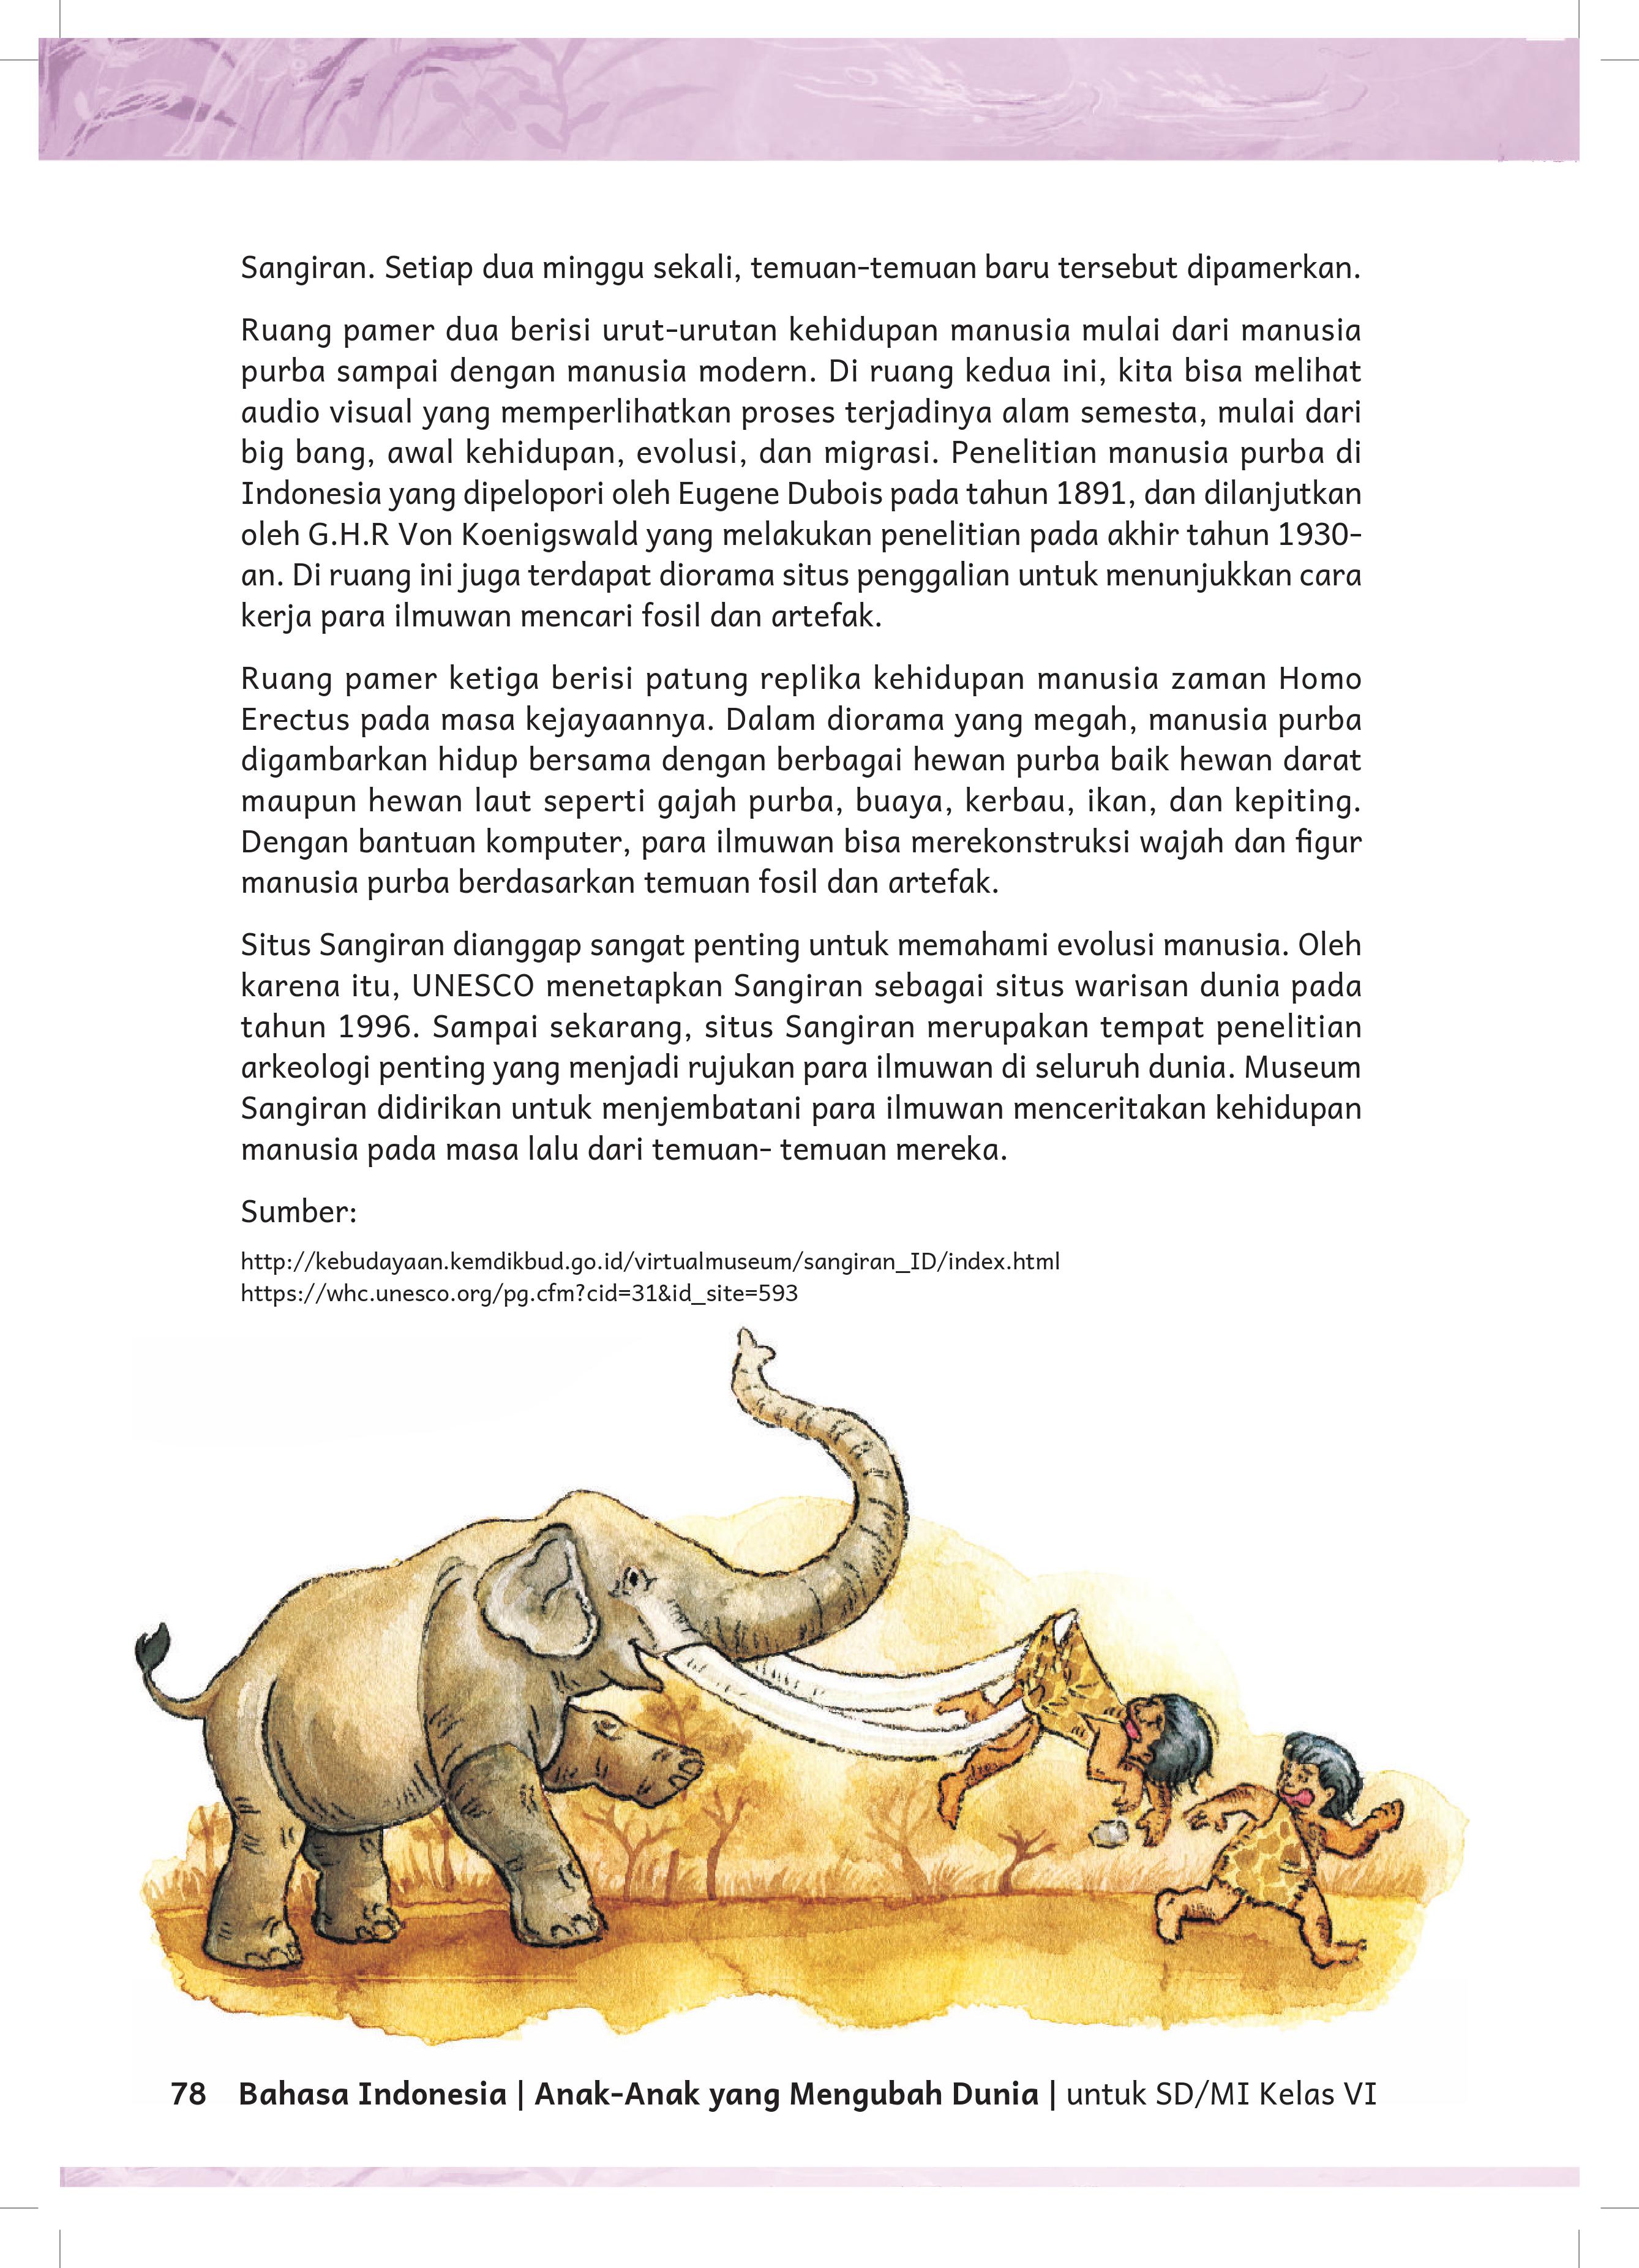 Sangiran. Setiap dua minggu sekali, temuan-temuan baru tersebut dipamerkan.
Ruang pamer dua berisi urut-urutan kehidupan manusia mulai dari manusia
purba sampai dengan manusia modern. Di ruang kedua ini, kita bisa melihat
audio visual yang memperlihatkan proses terjadinya alam semesta, mulai dari
big bang, awal kehidupan, evolusi, dan migrasi. Penelitian manusia purba di
Indonesia yang dipelopori oleh Eugene Dubois pada tahun 1891, dan dilanjutkan
oleh G.H.R Von Koenigswald yang melakukan penelitian pada akhir tahun 1930-
an. Di ruang ini juga terdapat diorama situs penggalian untuk menunjukkan cara
kerja para ilmuwan mencari fosil dan artefak.
Ruang pamer ketiga berisi patung replika kehidupan manusia zaman Homo
Erectus pada masa kejayaannya. Dalam diorama yang megah, manusia purba
digambarkan hidup bersama dengan berbagai hewan purba baik hewan darat
maupun hewan laut seperti gajah purba, buaya, kerbau, ikan, dan kepiting.
Dengan bantuan komputer, para ilmuwan bisa merekonstruksi wajah dan figur
manusia purba berdasarkan temuan fosil dan artefak.
Situs Sangiran dianggap sangat penting untuk memahami evolusi manusia. Oleh
karena itu, UNESCO menetapkan Sangiran sebagai situs warisan dunia pada
tahun 1996. Sampai sekarang, situs Sangiran merupakan tempat penelitian
arkeologi penting yang menjadi rujukan para ilmuwan di seluruh dunia. Museum
Sangiran didirikan untuk menjembatani para ilmuwan menceritakan kehidupan
manusia pada masa lalu dari temuan- temuan mereka.
Sumber:
http://kebudayaan.kemdikbud.go.id/virtualmuseum/sangiran_ID/index.html
https://whc.unesco.org/pg.cfm?cid=31&id_site=593
78 Bahasa Indonesia | Anak-Anak yang Mengubah Dunia | untuk SD/MI Kelas VI